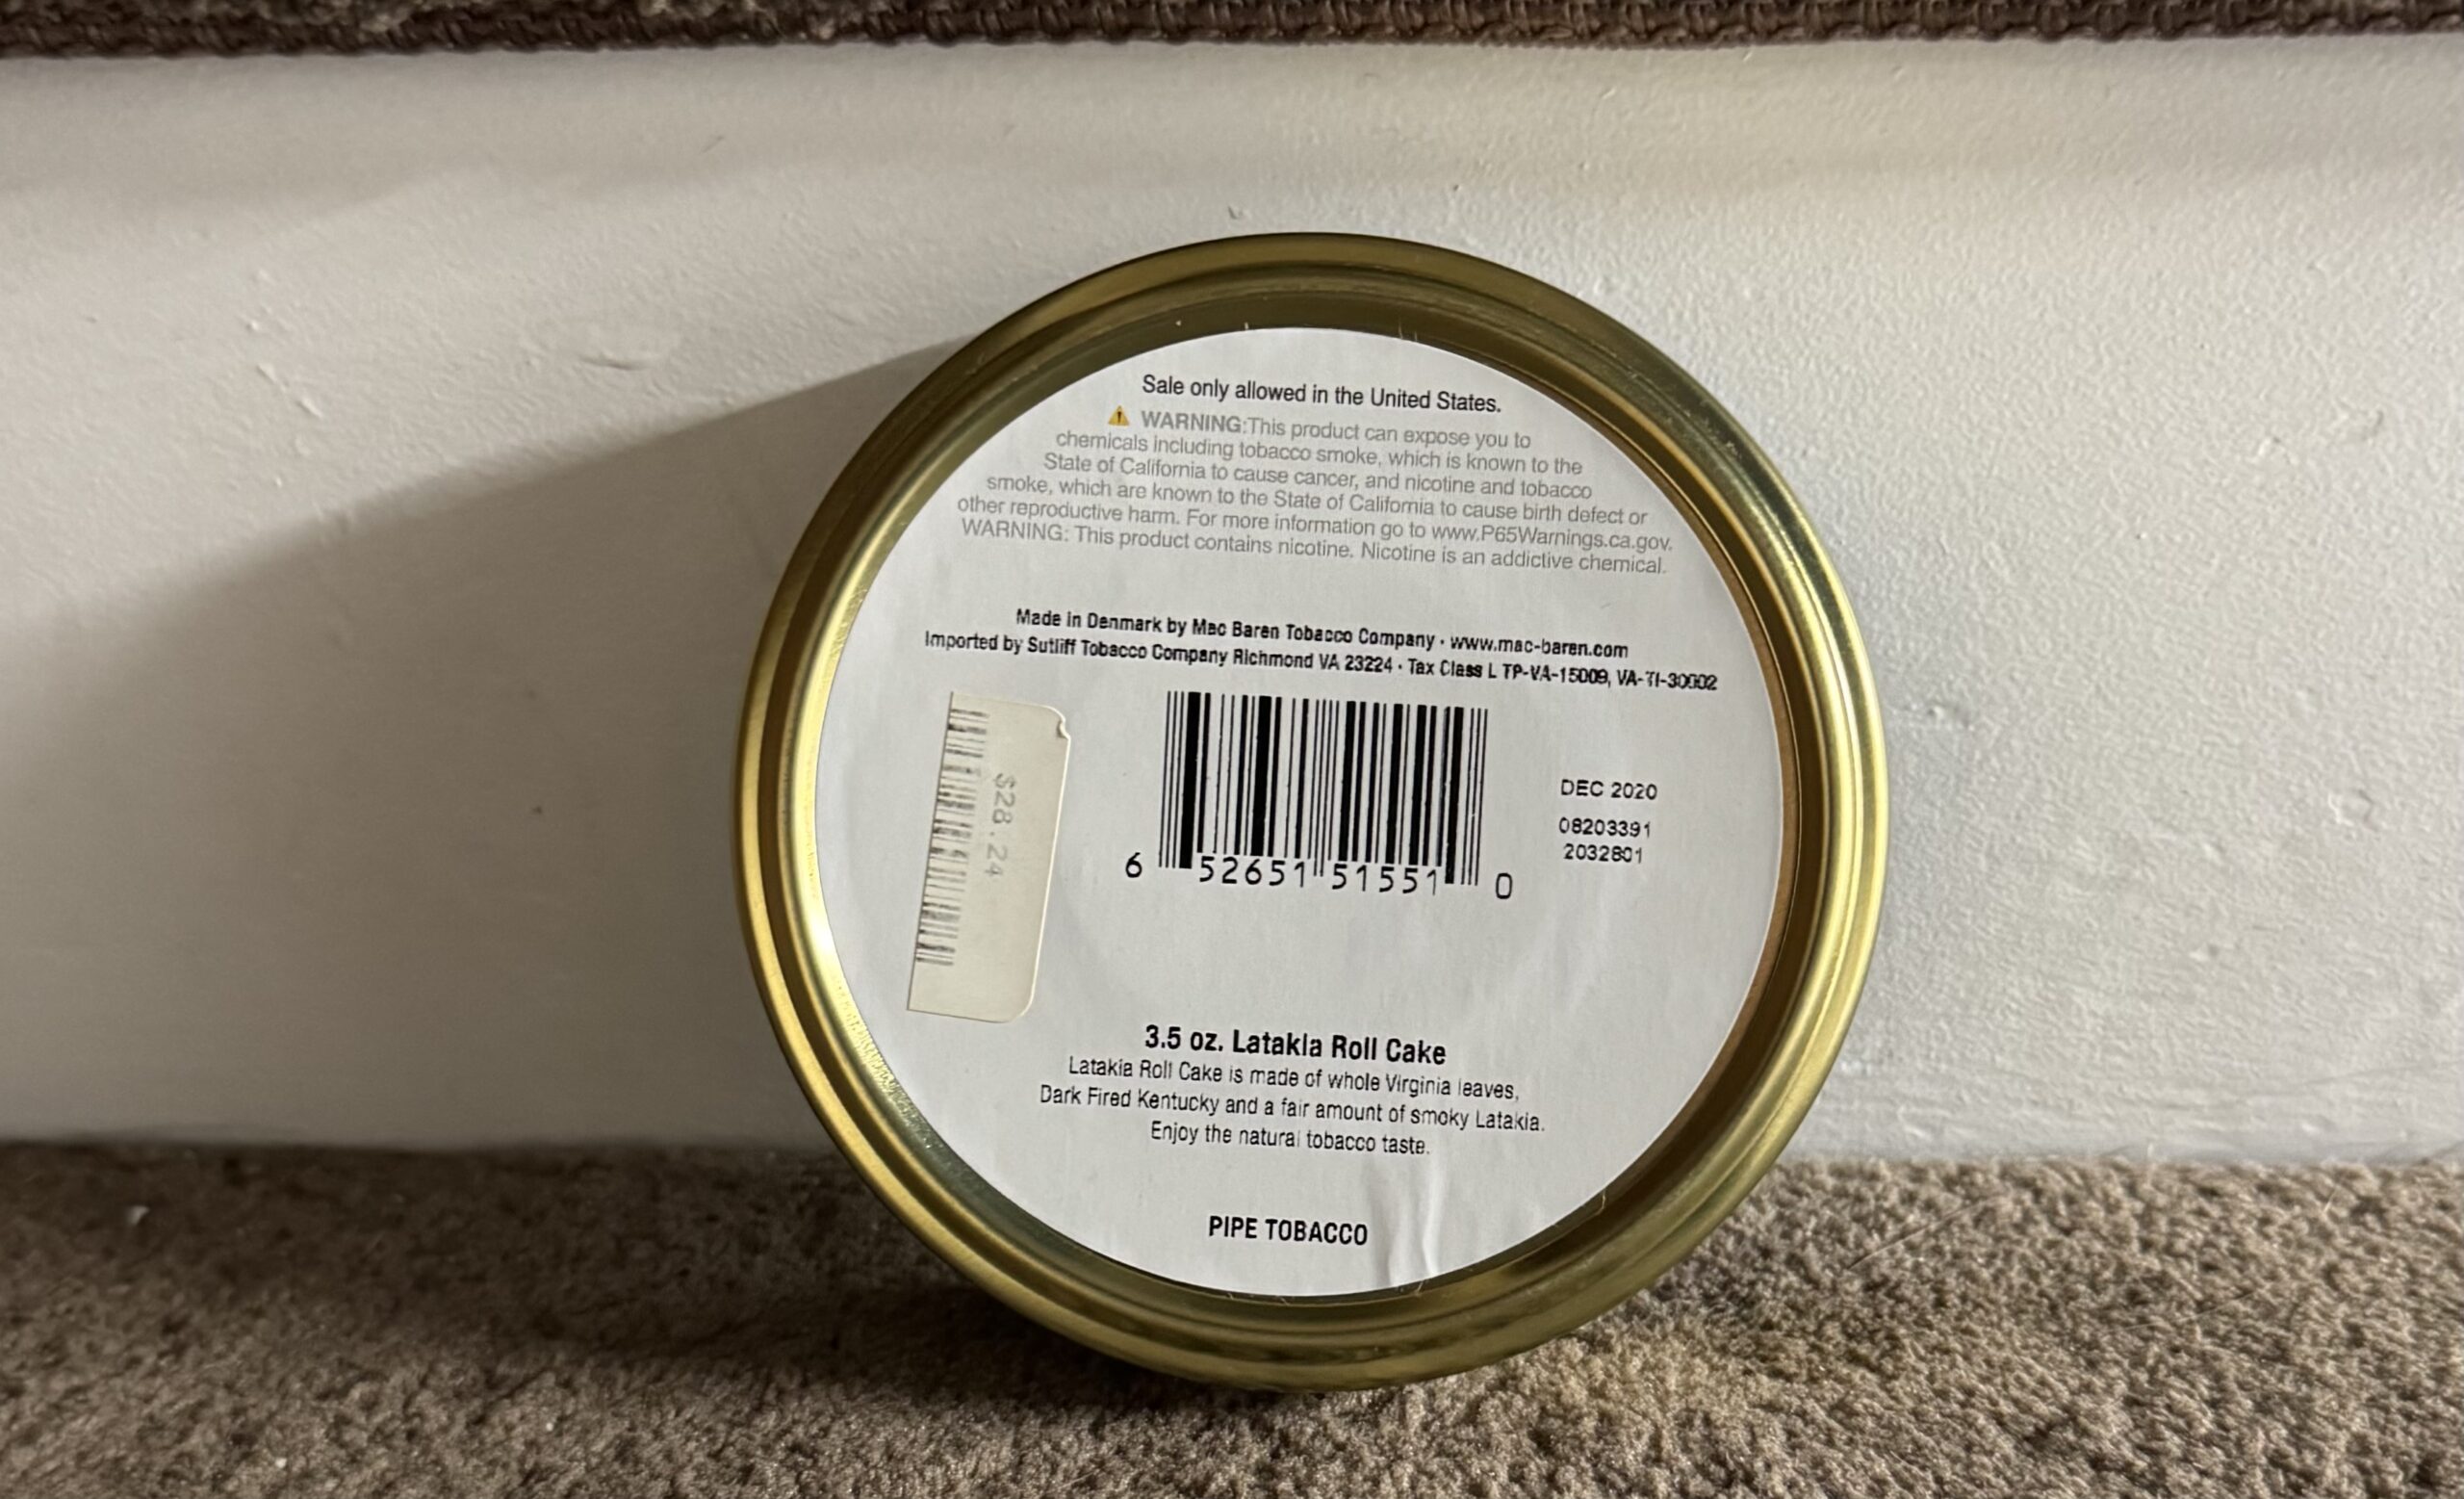 Sale only allowed in the United States.
⚠ WARNING:This product can expose you to
chemicals including tobacco smoke, which is known to the
State of California to cause cancer, and nicotine and tobacco
smoke, which are known to the State of California to cause birth defect or
other reproductive harm. For more information go to www.P65Warnings.ca.gov.
WARNING: This product contains nicotine. Nicotine is an addictive chemical.
Made in Denmark by Mac Baren Tobacco Company · www.mac-baren.com
Imported by Sutliff Tobacco Company Richmond VA 23224 · Tax Class L TP-VA-15009, VA-TI-30002
$28.24
6 52651 51551 0
DEC 2020
08203391
2032801
3.5 oz. Latakia Roll Cake
Latakia Roll Cake is made of whole Virginia leaves,
Dark Fired Kentucky and a fair amount of smoky Latakia.
Enjoy the natural tobacco taste.
PIPE TOBACCO